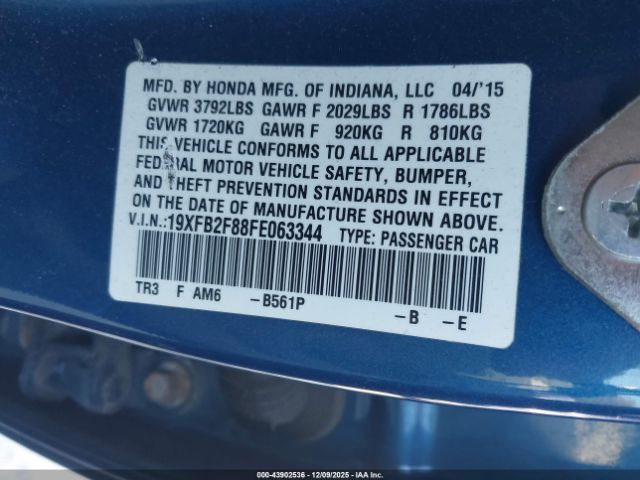 MFD. BY HONDA MFG. OF INDIANA, LLC 04/'15
GVWR 3792LBS GAWR F 2029LBS R 1786LBS
GVWR 1720KG GAWR F 920KG R 810KG
THIS VEHICLE CONFORMS TO ALL APPLICABLE
FEDERAL MOTOR VEHICLE SAFETY, BUMPER,
AND THEFT PREVENTION STANDARDS IN EFFECT
ON THE DATE OF MANUFACTURE SHOWN ABOVE.
V.I.N.:19XFB2F88FE063344 TYPE: PASSENGER CAR
TR3 F AM6 -B561P -B -E
000-43902536 - 12/09/2025 - IAAI.com